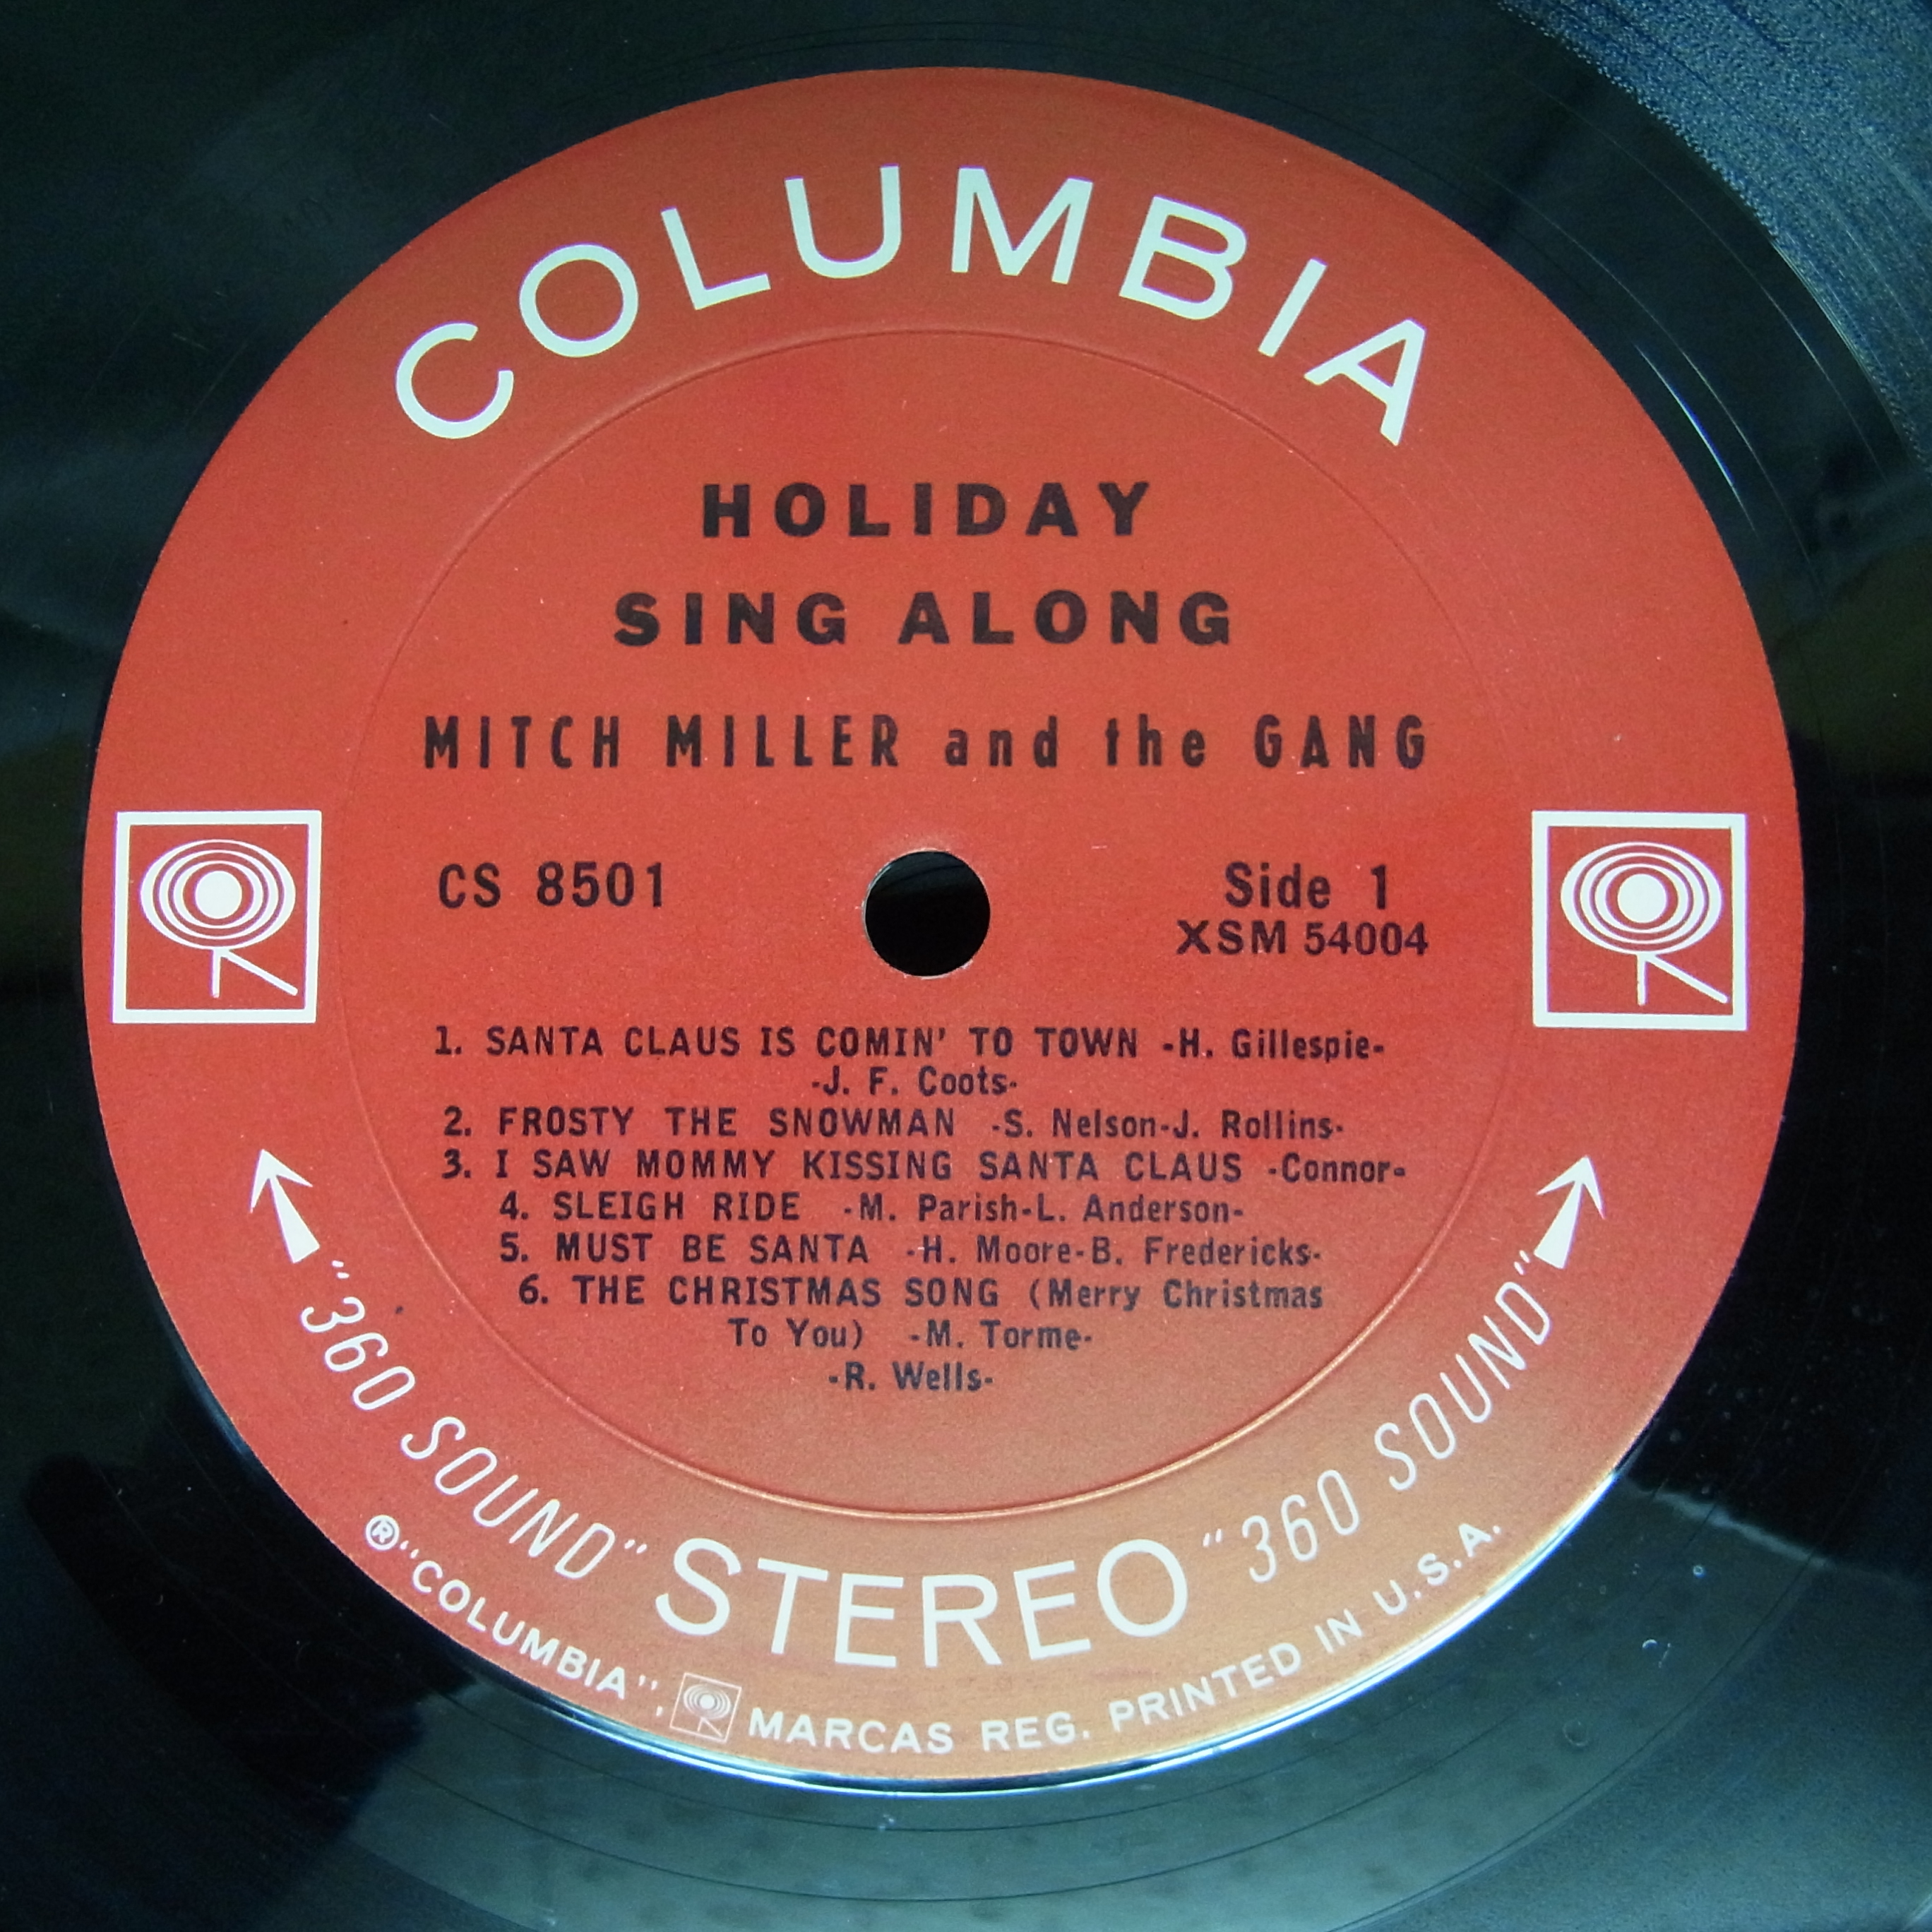 COLUMBIA
HOLIDAY
SING ALONG
MITCH MILLER and the GANG
CS 8501
Side 1
XSM 54004
1. SANTA CLAUS IS COMIN' TO TOWN -H. Gillespie-
-J. F. Coots-
2. FROSTY THE SNOWMAN -S. Nelson-J. Rollins-
3. I SAW MOMMY KISSING SANTA CLAUS -Connor-
4. SLEIGH RIDE -M. Parish-L. Anderson-
5. MUST BE SANTA -H. Moore-B. Fredericks-
6. THE CHRISTMAS SONG (Merry Christmas
To You) -M. Torme-
-R. Wells-
"360 SOUND" STEREO "360 SOUND"
® "COLUMBIA", MARCAS REG. PRINTED IN U.S.A.